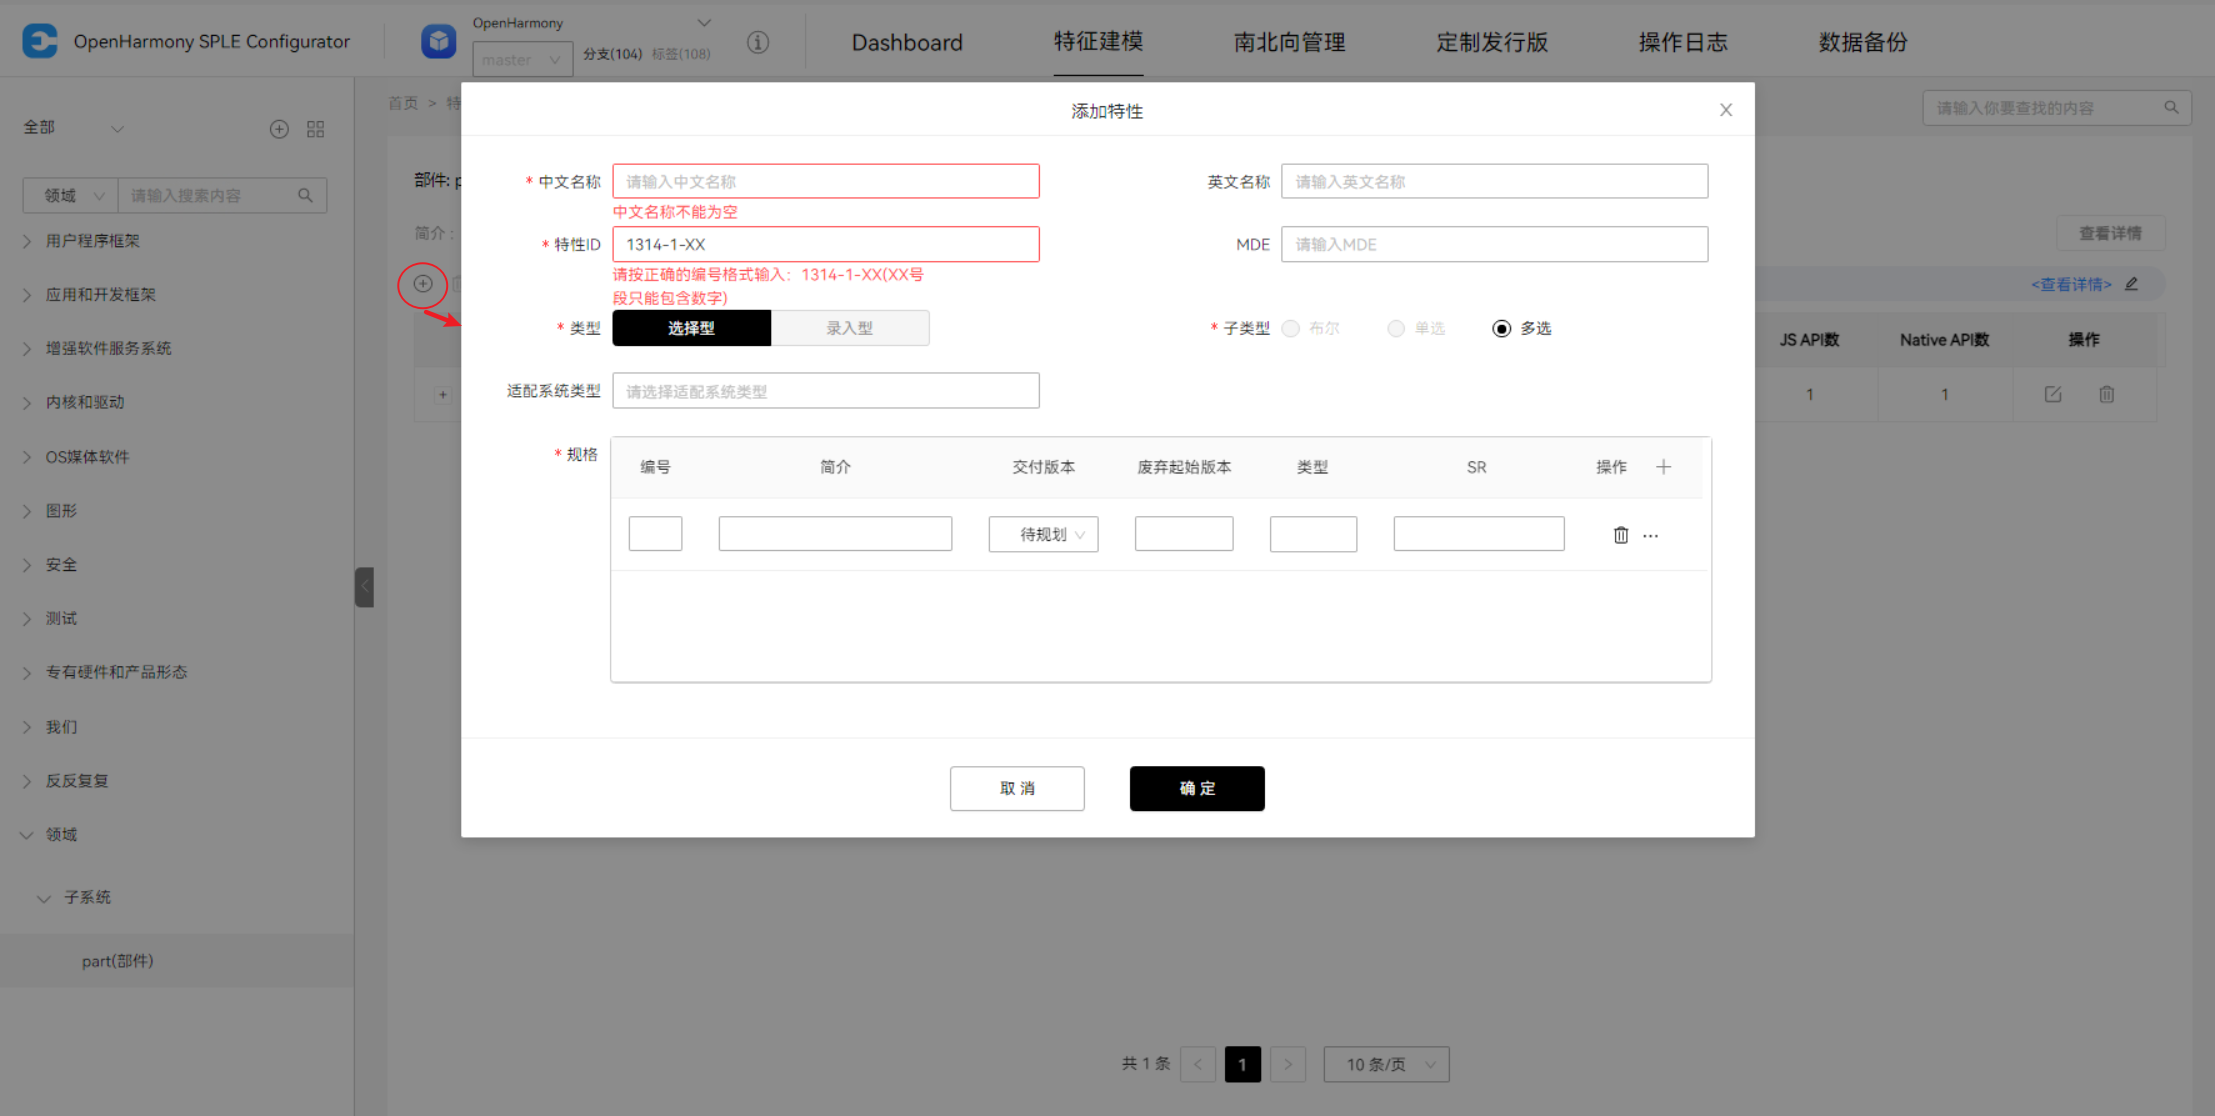 OpenHarmony SPLE Configurator
OpenHarmony
master
分支(104) 标签(108)
Dashboard
特征建模
南北向管理
定制发行版
操作日志
数据备份
全部
领域
请输入搜索内容
用户程序框架
应用和开发框架
增强软件服务系统
内核和驱动
OS媒体软件
图形
安全
测试
专有硬件和产品形态
我们
反反复复
领域
子系统
part(部件)
首页 > 特
请输入你要查找的内容
部件: p
简介 :
查看详情
<查看详情>
JS API数
Native API数
操作
1
1
添加特性
* 中文名称
请输入中文名称
中文名称不能为空
英文名称
请输入英文名称
* 特性ID
1314-1-XX
请按正确的编号格式输入：1314-1-XX(XX号
段只能包含数字)
MDE
请输入MDE
* 类型
选择型
录入型
* 子类型
布尔
单选
多选
适配系统类型
请选择适配系统类型
* 规格
编号
简介
交付版本
废弃起始版本
类型
SR
操作
待规划
取 消
确 定
共 1 条
1
10 条/页